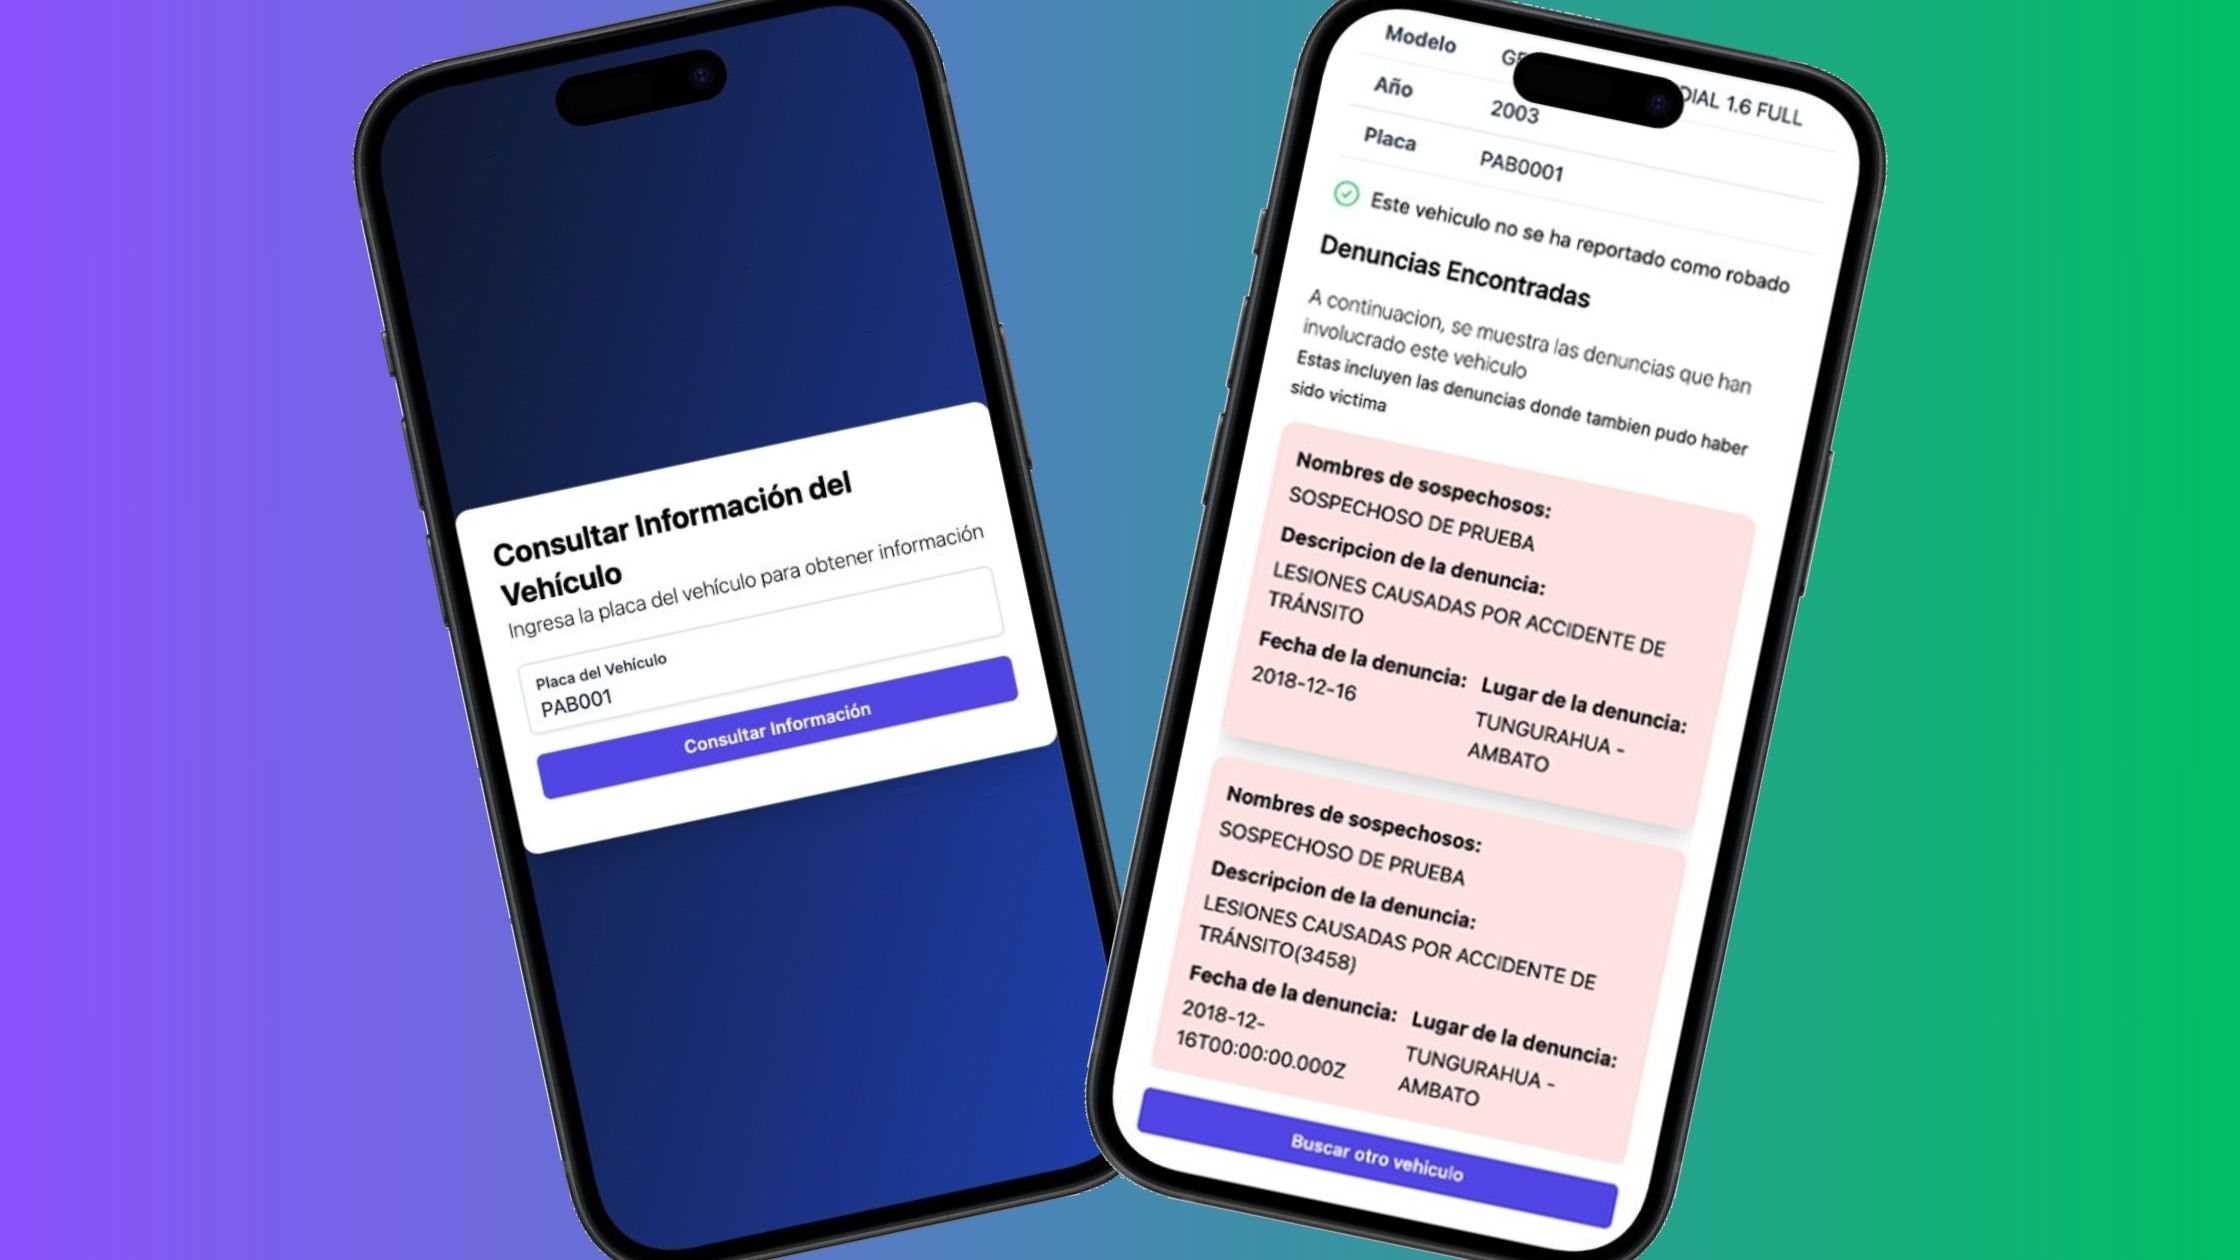 Consultar Información del
Vehículo
Ingresa la placa del vehículo para obtener información
Placa del Vehículo
PAB001
Consultar Información
Modelo DIAL 1.6 FULL
Año 2003
Placa PAB0001
Este vehiculo no se ha reportado como robado
Denuncias Encontradas
A continuacion, se muestra las denuncias que han
involucrado este vehiculo
Estas incluyen las denuncias donde tambien pudo haber
sido victima
Nombres de sospechosos:
SOSPECHOSO DE PRUEBA
Descripcion de la denuncia:
LESIONES CAUSADAS POR ACCIDENTE DE
TRÁNSITO
Fecha de la denuncia: Lugar de la denuncia:
2018-12-16 TUNGURAHUA -
AMBATO
Nombres de sospechosos:
SOSPECHOSO DE PRUEBA
Descripcion de la denuncia:
LESIONES CAUSADAS POR ACCIDENTE DE
TRÁNSITO(3458)
Fecha de la denuncia: Lugar de la denuncia:
2018-12- TUNGURAHUA -
16T00:00:00.000Z AMBATO
Buscar otro vehiculo